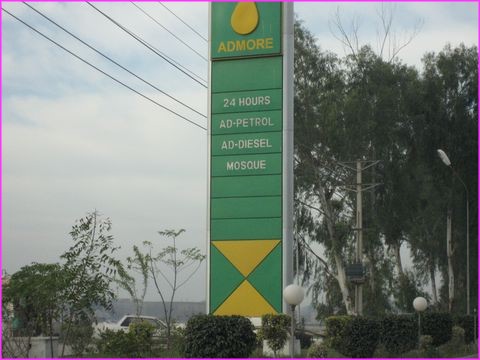 ADMORE
24 HOURS
AD-PETROL
AD-DIESEL
MOSQUE